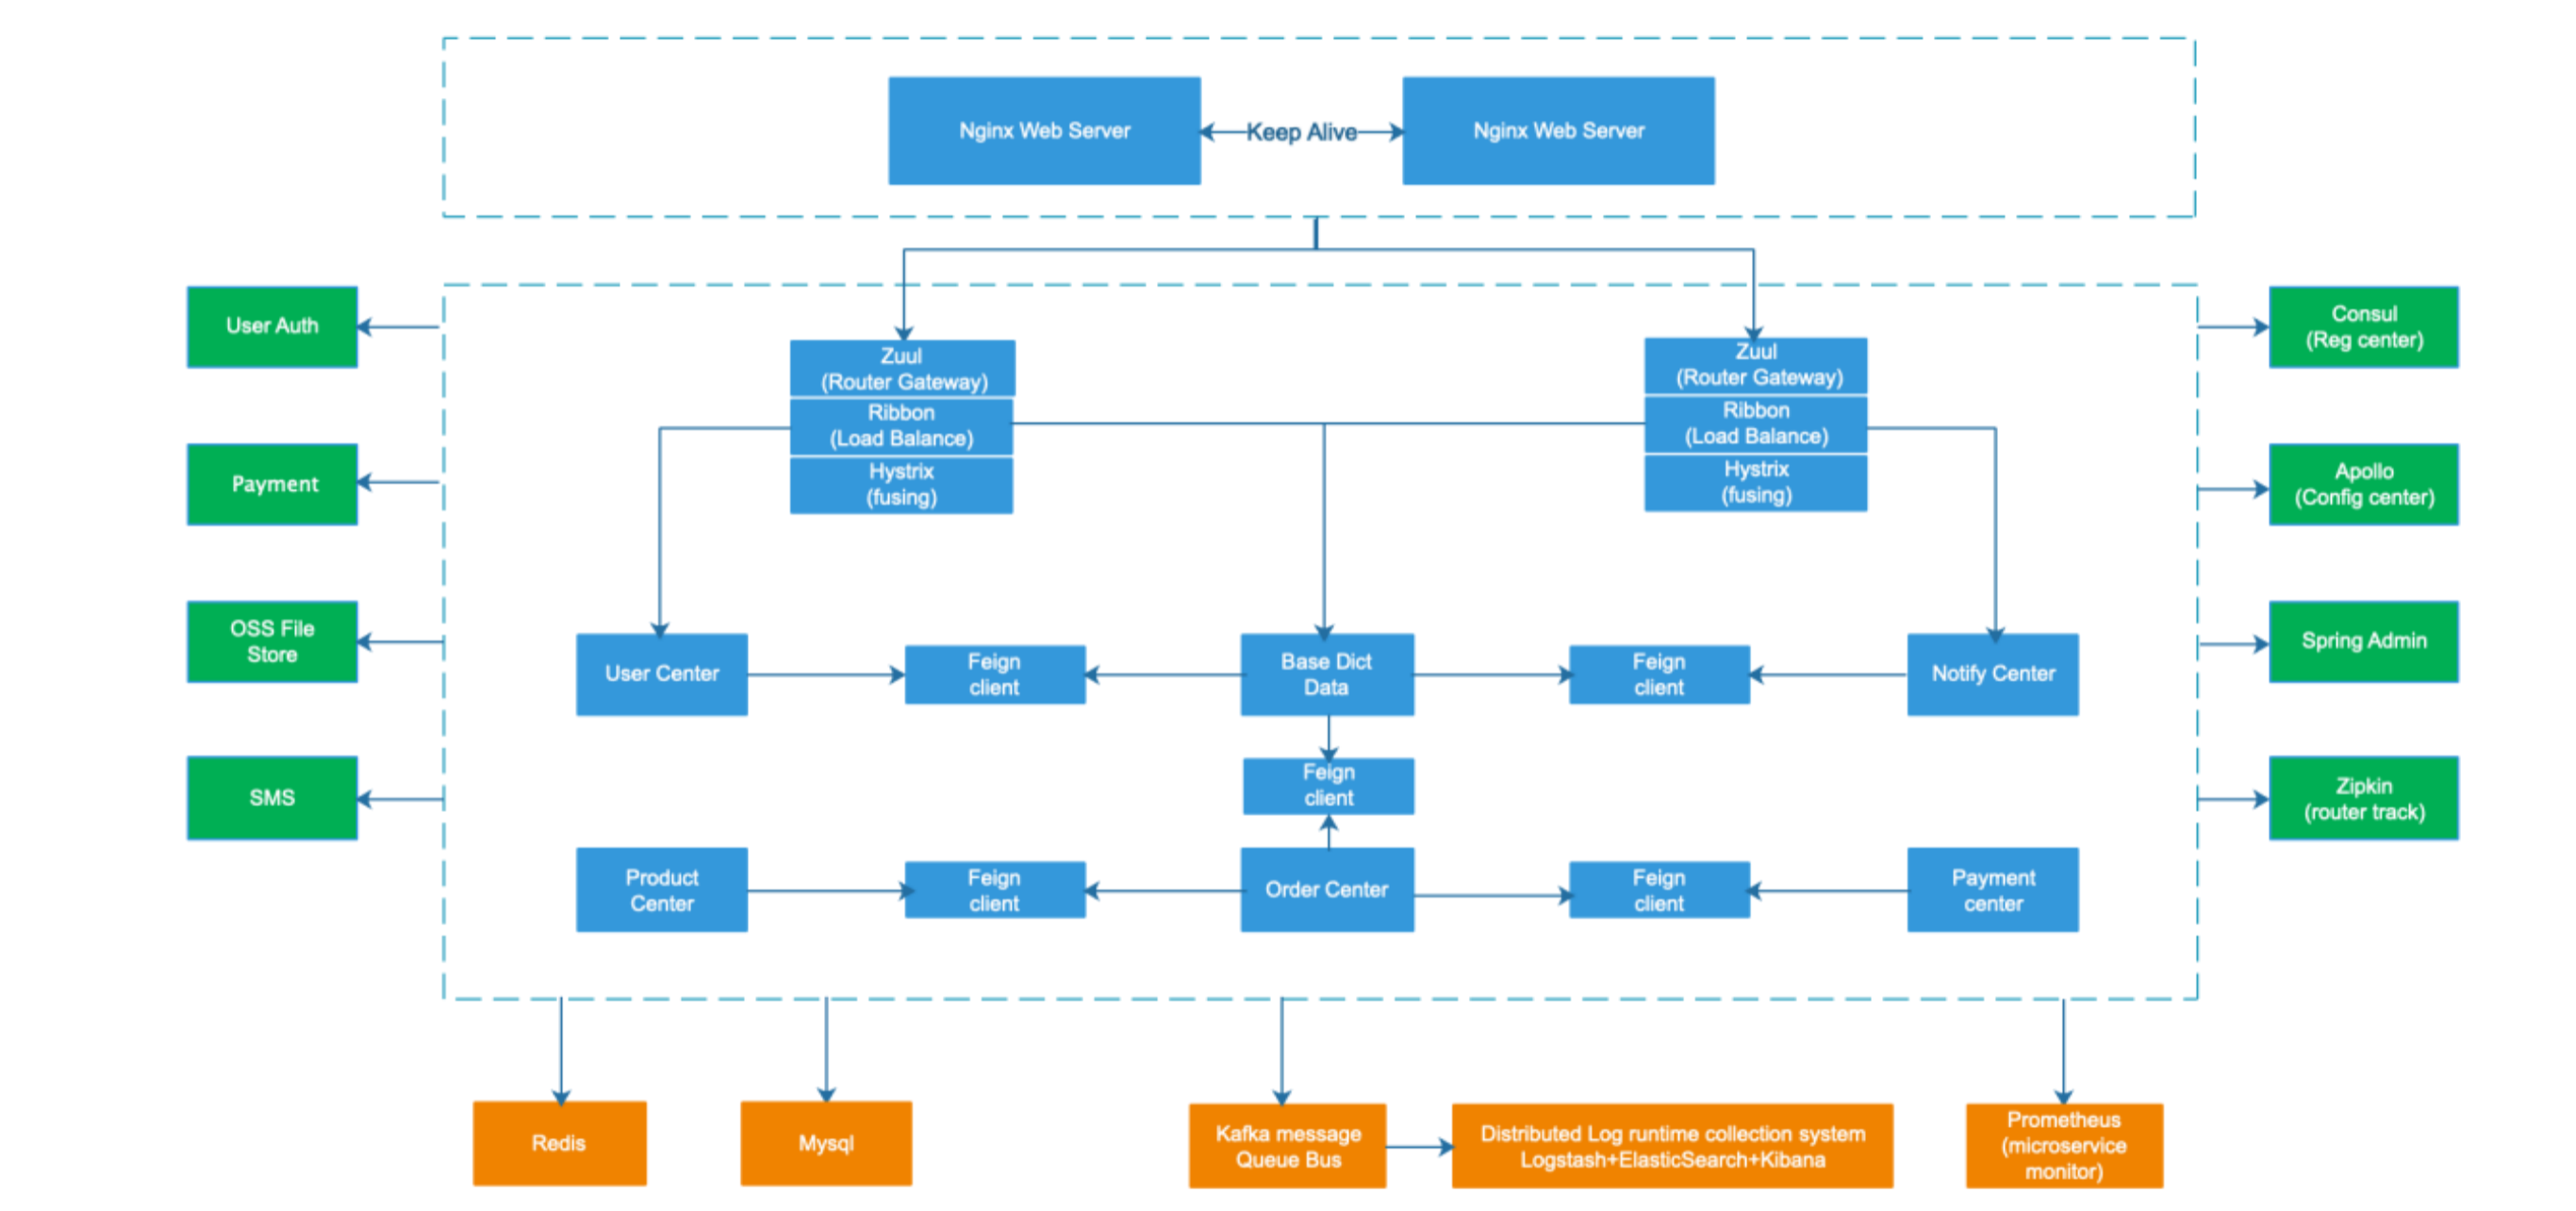 Nginx Web Server
Keep Alive
Nginx Web Server
User Auth
Payment
OSS File
Store
SMS
Zuul
(Router Gateway)
Ribbon
(Load Balance)
Hystrix
(fusing)
Zuul
(Router Gateway)
Ribbon
(Load Balance)
Hystrix
(fusing)
Consul
(Reg center)
Apollo
(Config center)
Spring Admin
Zipkin
(router track)
User Center
Feign
client
Base Dict
Data
Feign
client
Notify Center
Feign
client
Product
Center
Feign
client
Order Center
Feign
client
Payment
center
Redis
Mysql
Kafka message
Queue Bus
Distributed Log runtime collection system
Logstash+ElasticSearch+Kibana
Prometheus
(microservice
monitor)